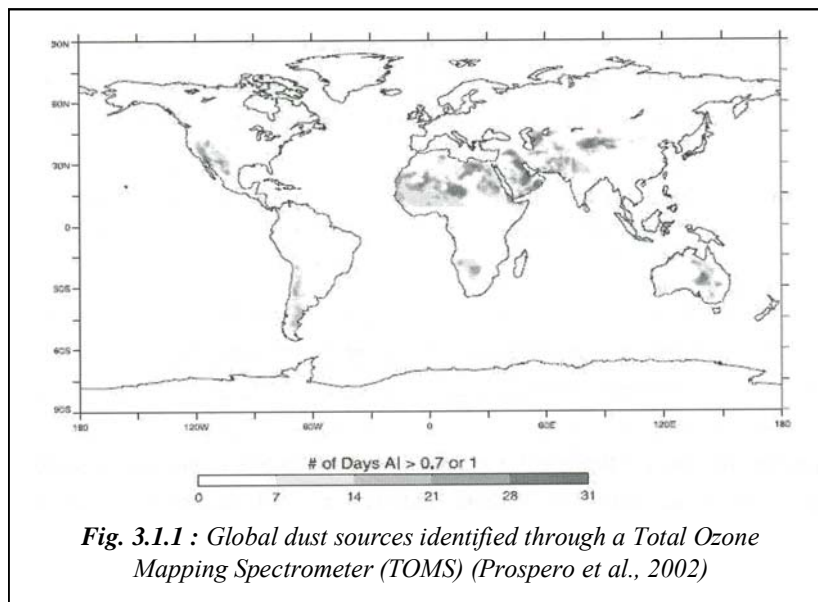 90N
60N
30N
0
30S
60S
90S
180 120W 60W 0 60E 120E 180
# of Days AI > 0.7 or 1
0 7 14 21 28 31
Fig. 3.1.1 : Global dust sources identified through a Total Ozone
Mapping Spectrometer (TOMS) (Prospero et al., 2002)